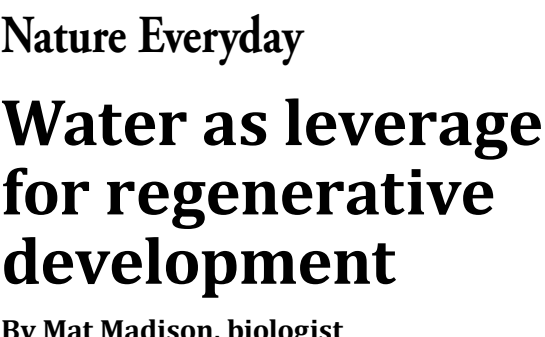 Nature Everyday
Water as leverage
for regenerative
development
By Mat Madison, biologist